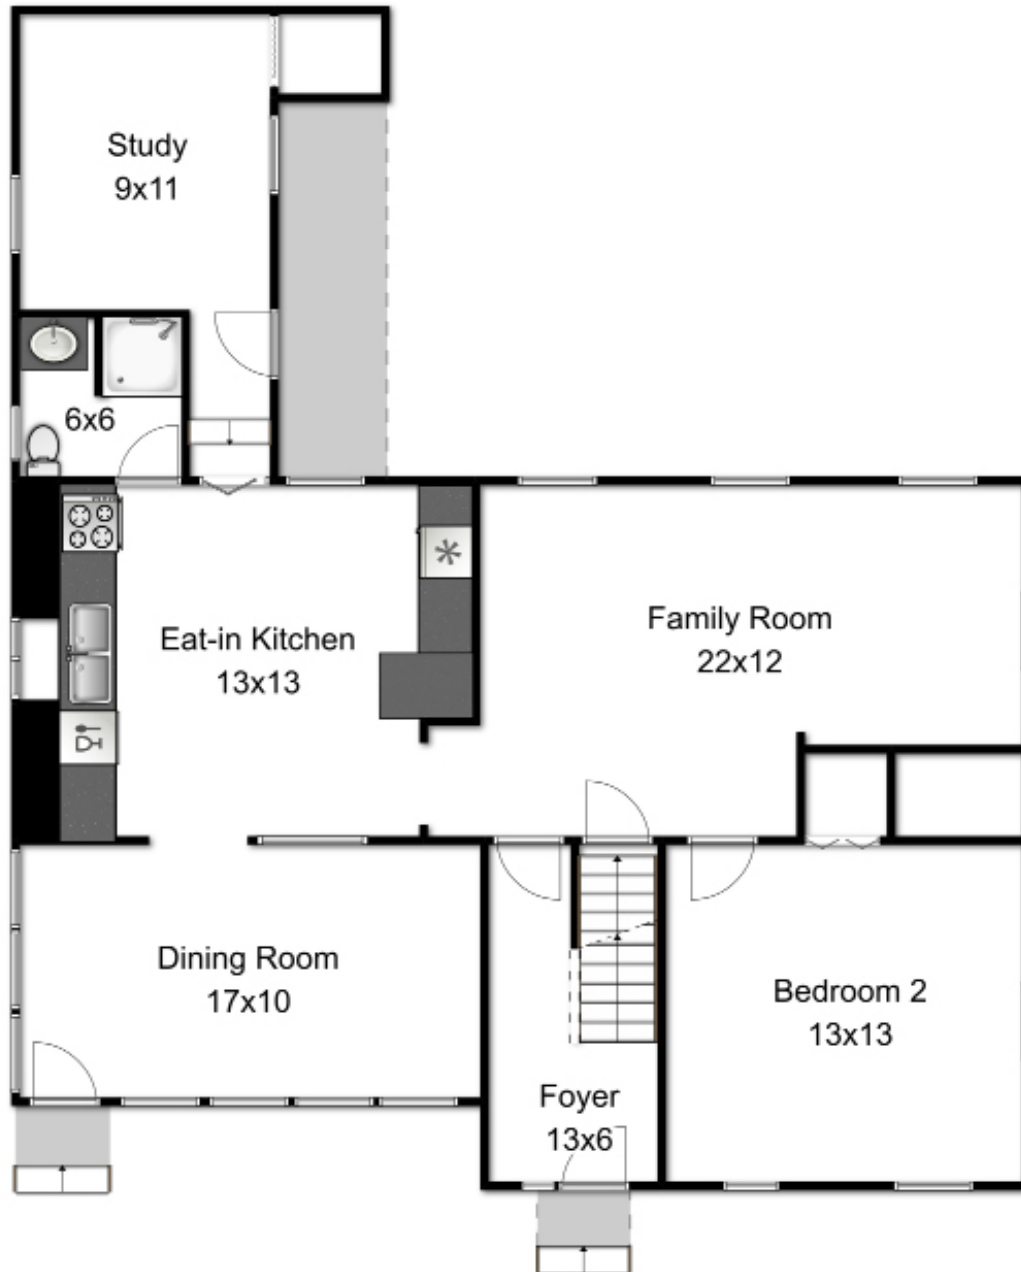 Study
9x11
6x6
Eat-in Kitchen
13x13
Family Room
22x12
Dining Room
17x10
Bedroom 2
13x13
Foyer
13x6